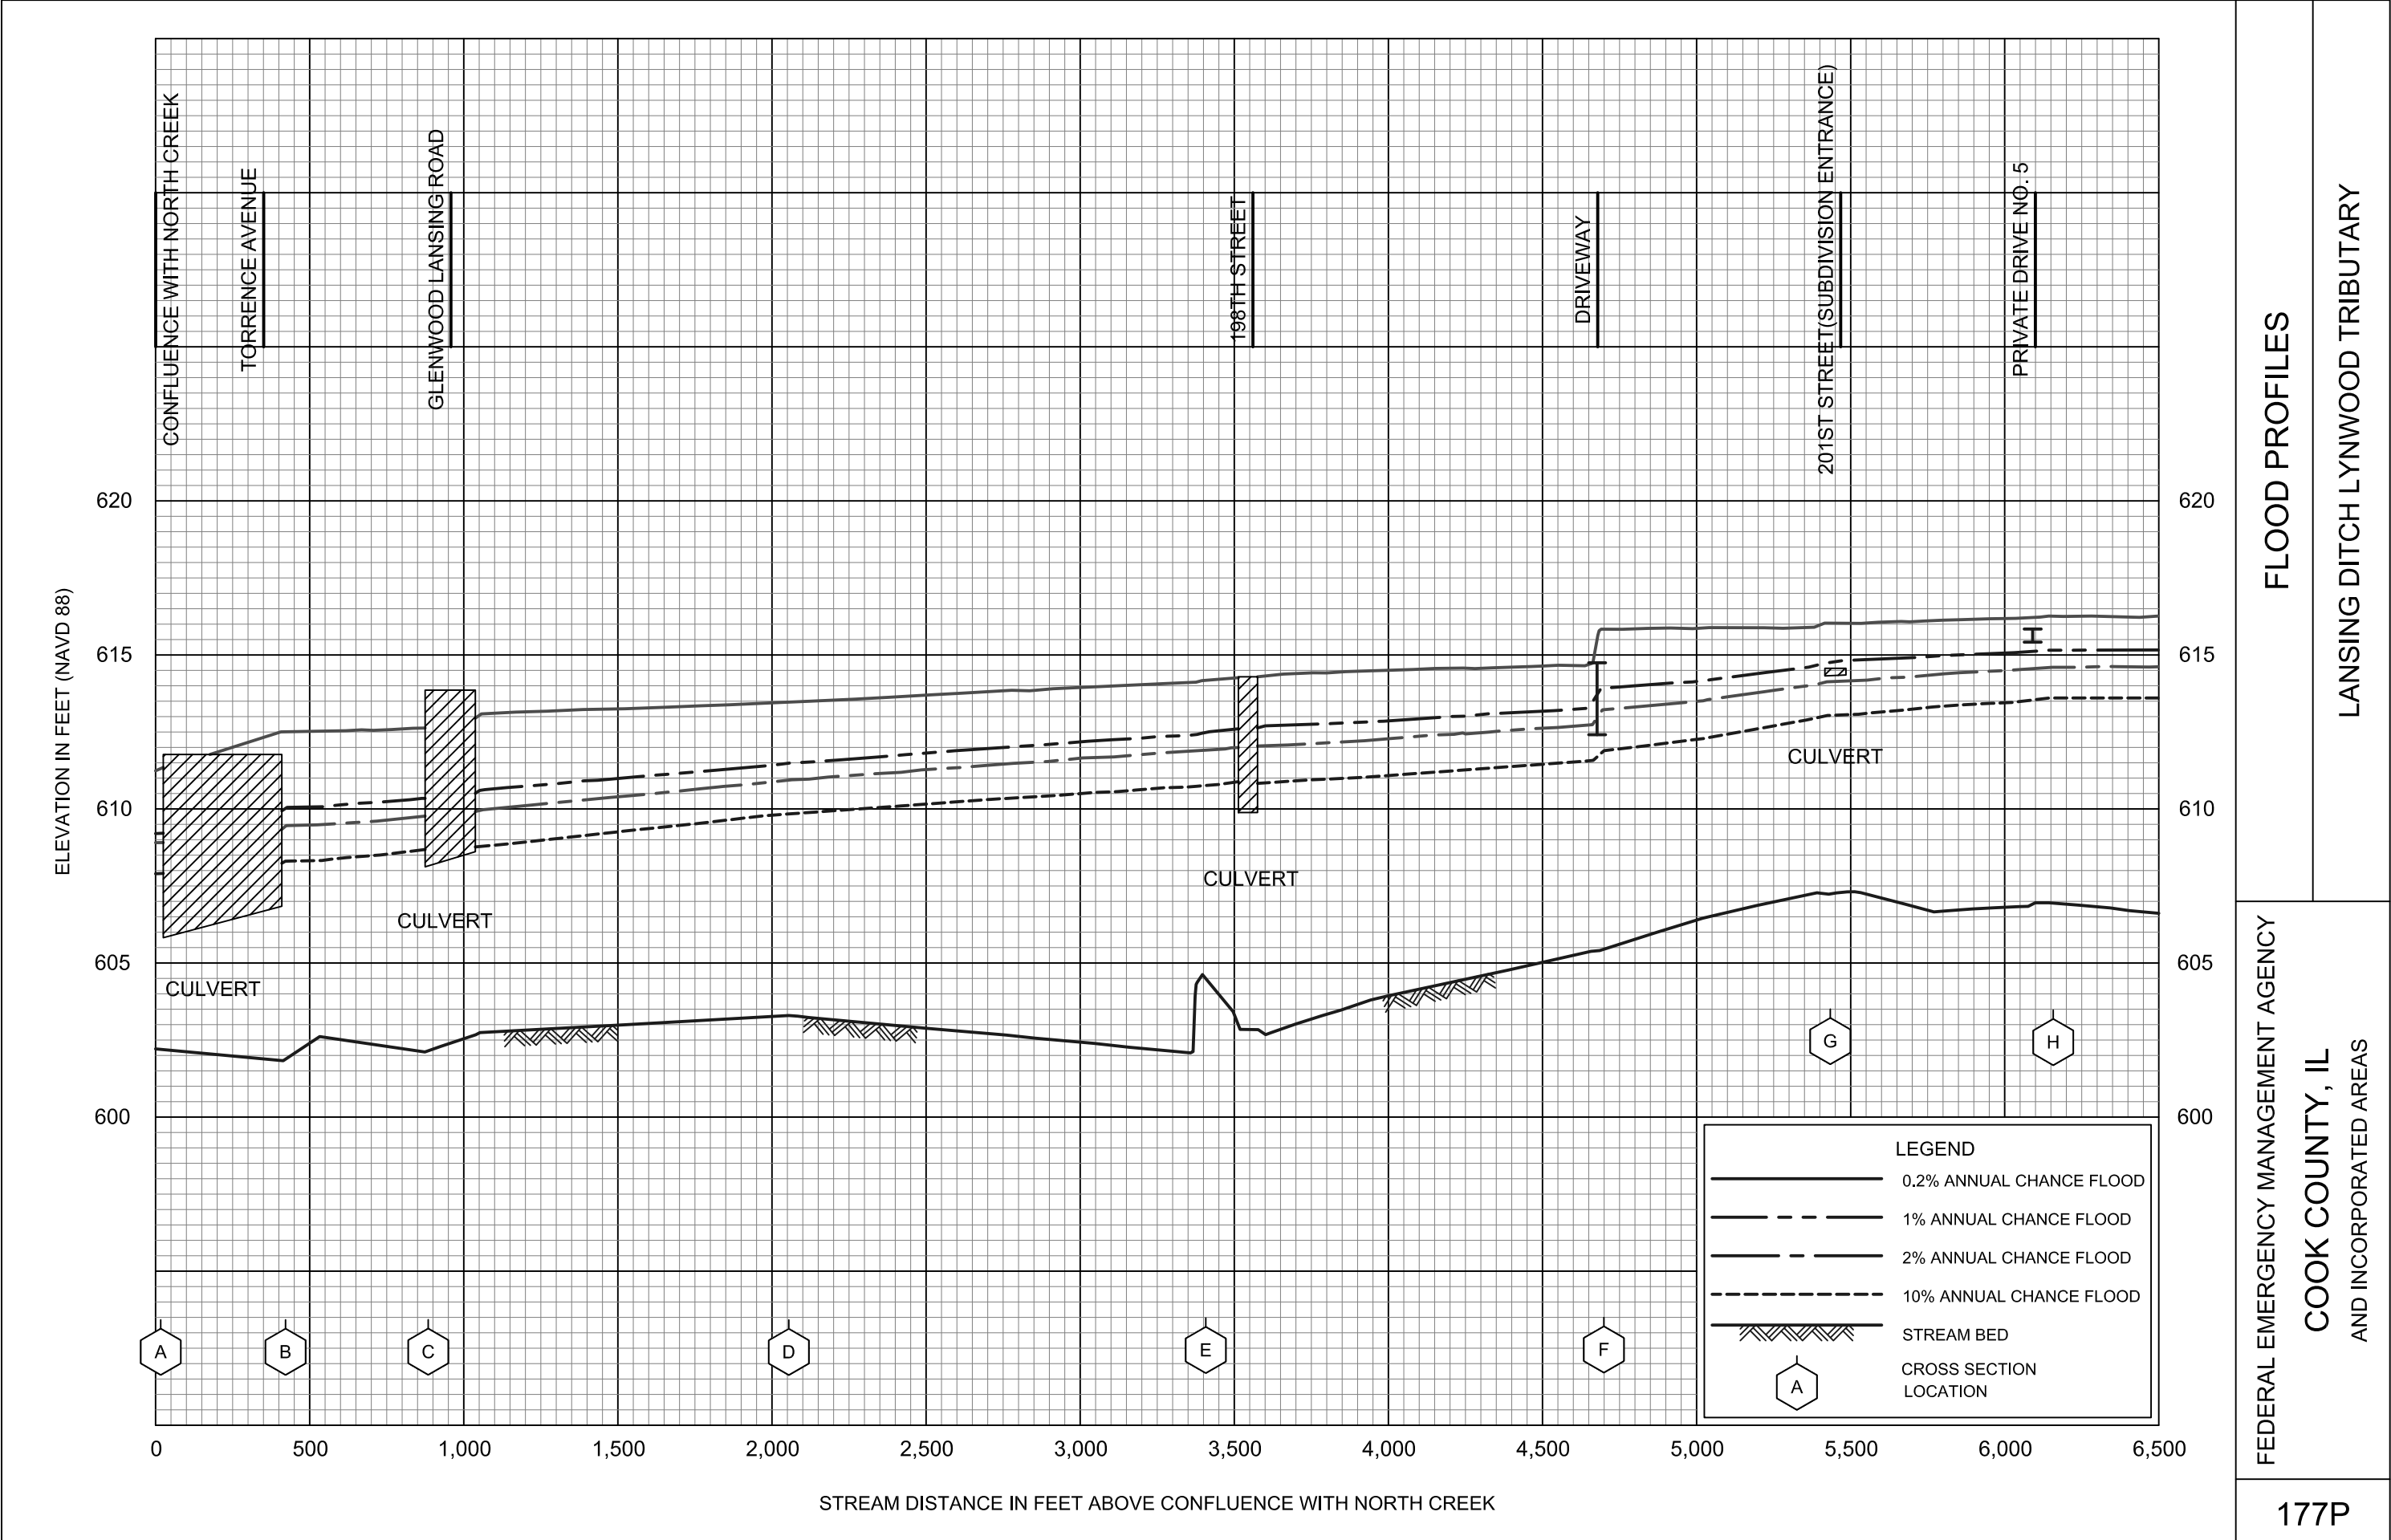 CONFLUENCE WITH NORTH CREEK
TORRENCE AVENUE
GLENWOOD LANSING ROAD
198TH STREET
DRIVEWAY
201ST STREET(SUBDIVISION ENTRANCE)
PRIVATE DRIVE NO. 5
620
615
610
605
600
ELEVATION IN FEET (NAVD 88)
620
615
610
605
600
CULVERT
CULVERT
CULVERT
CULVERT
A
B
C
D
E
F
G
H
LEGEND
0.2% ANNUAL CHANCE FLOOD
1% ANNUAL CHANCE FLOOD
2% ANNUAL CHANCE FLOOD
10% ANNUAL CHANCE FLOOD
STREAM BED
A
CROSS SECTION
LOCATION
0
500
1,000
1,500
2,000
2,500
3,000
3,500
4,000
4,500
5,000
5,500
6,000
6,500
STREAM DISTANCE IN FEET ABOVE CONFLUENCE WITH NORTH CREEK
FLOOD PROFILES
LANSING DITCH LYNWOOD TRIBUTARY
FEDERAL EMERGENCY MANAGEMENT AGENCY
COOK COUNTY, IL
AND INCORPORATED AREAS
177P